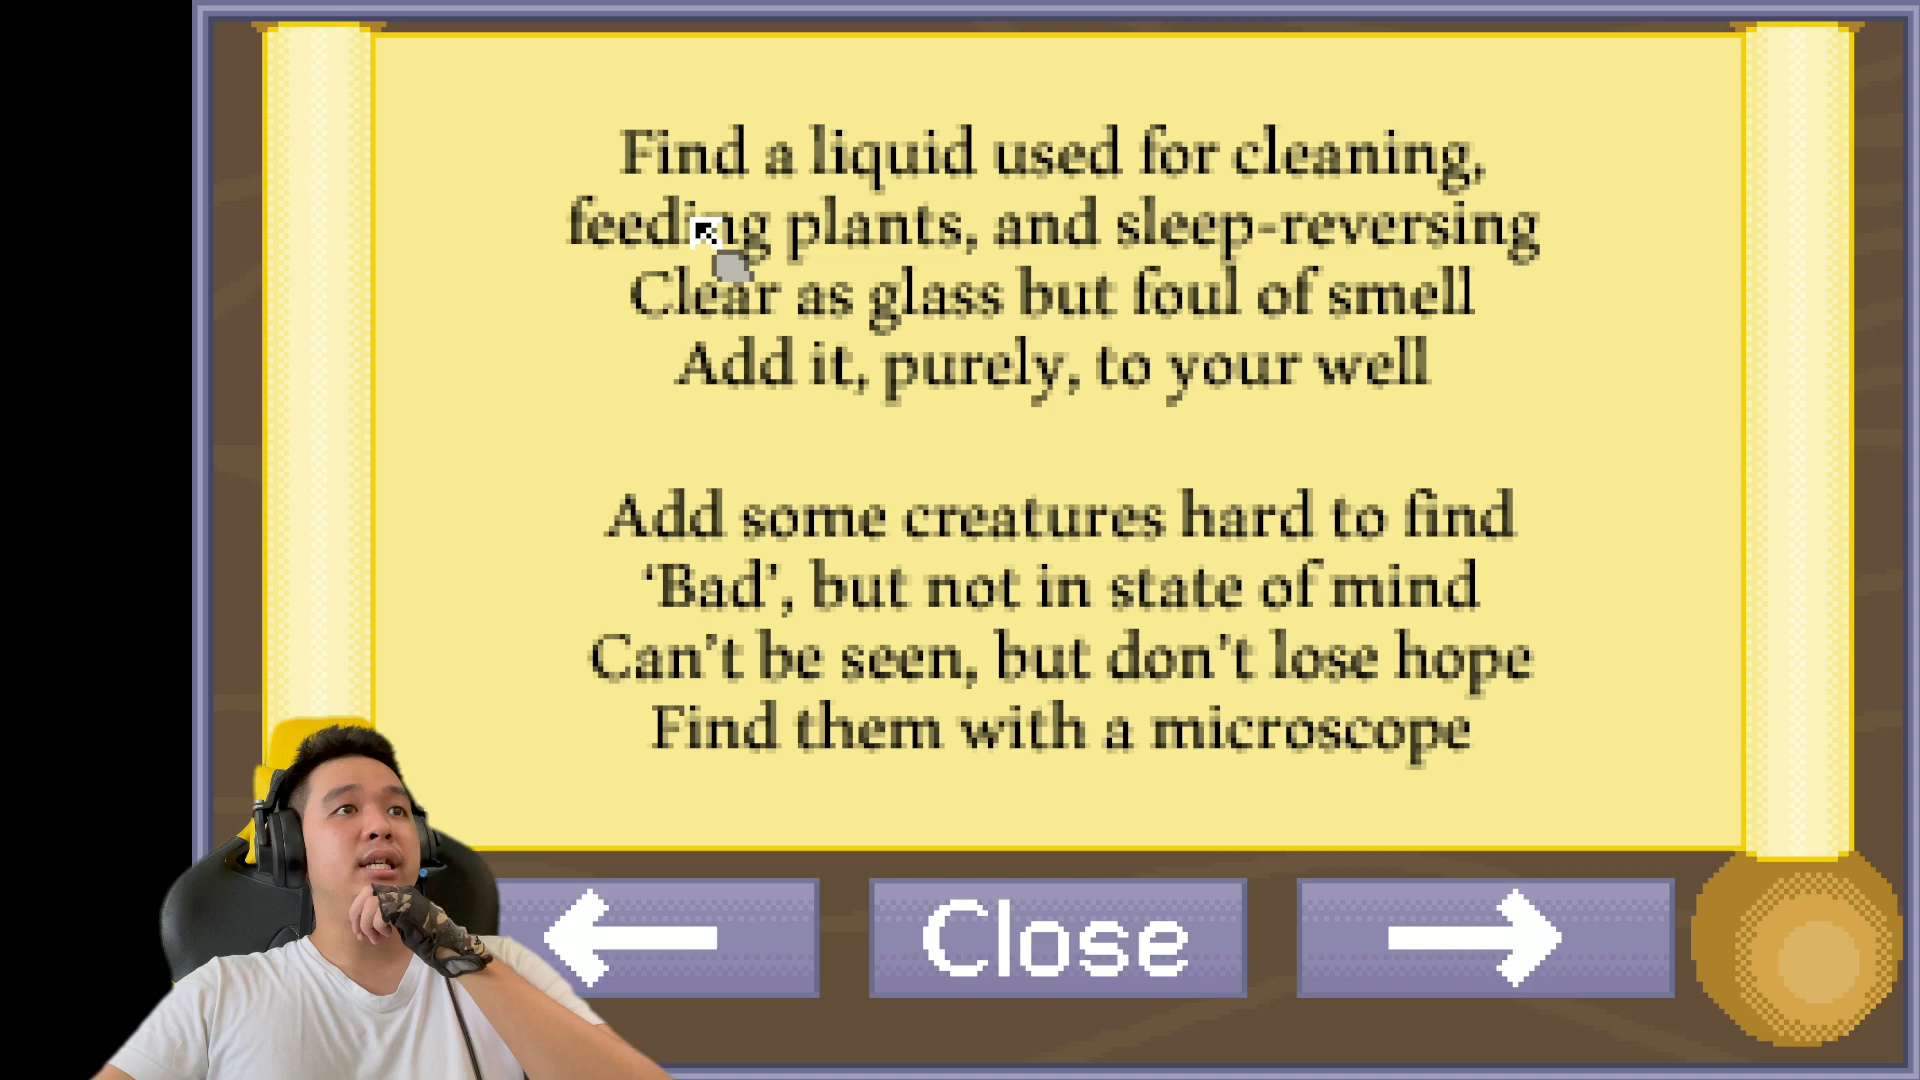 Find a liquid used for cleaning,
feeding plants, and sleep-reversing
Clear as glass but foul of smell
Add it, purely, to your well
Add some creatures hard to find
‘Bad’, but not in state of mind
Can’t be seen, but don’t lose hope
Find them with a microscope
Close